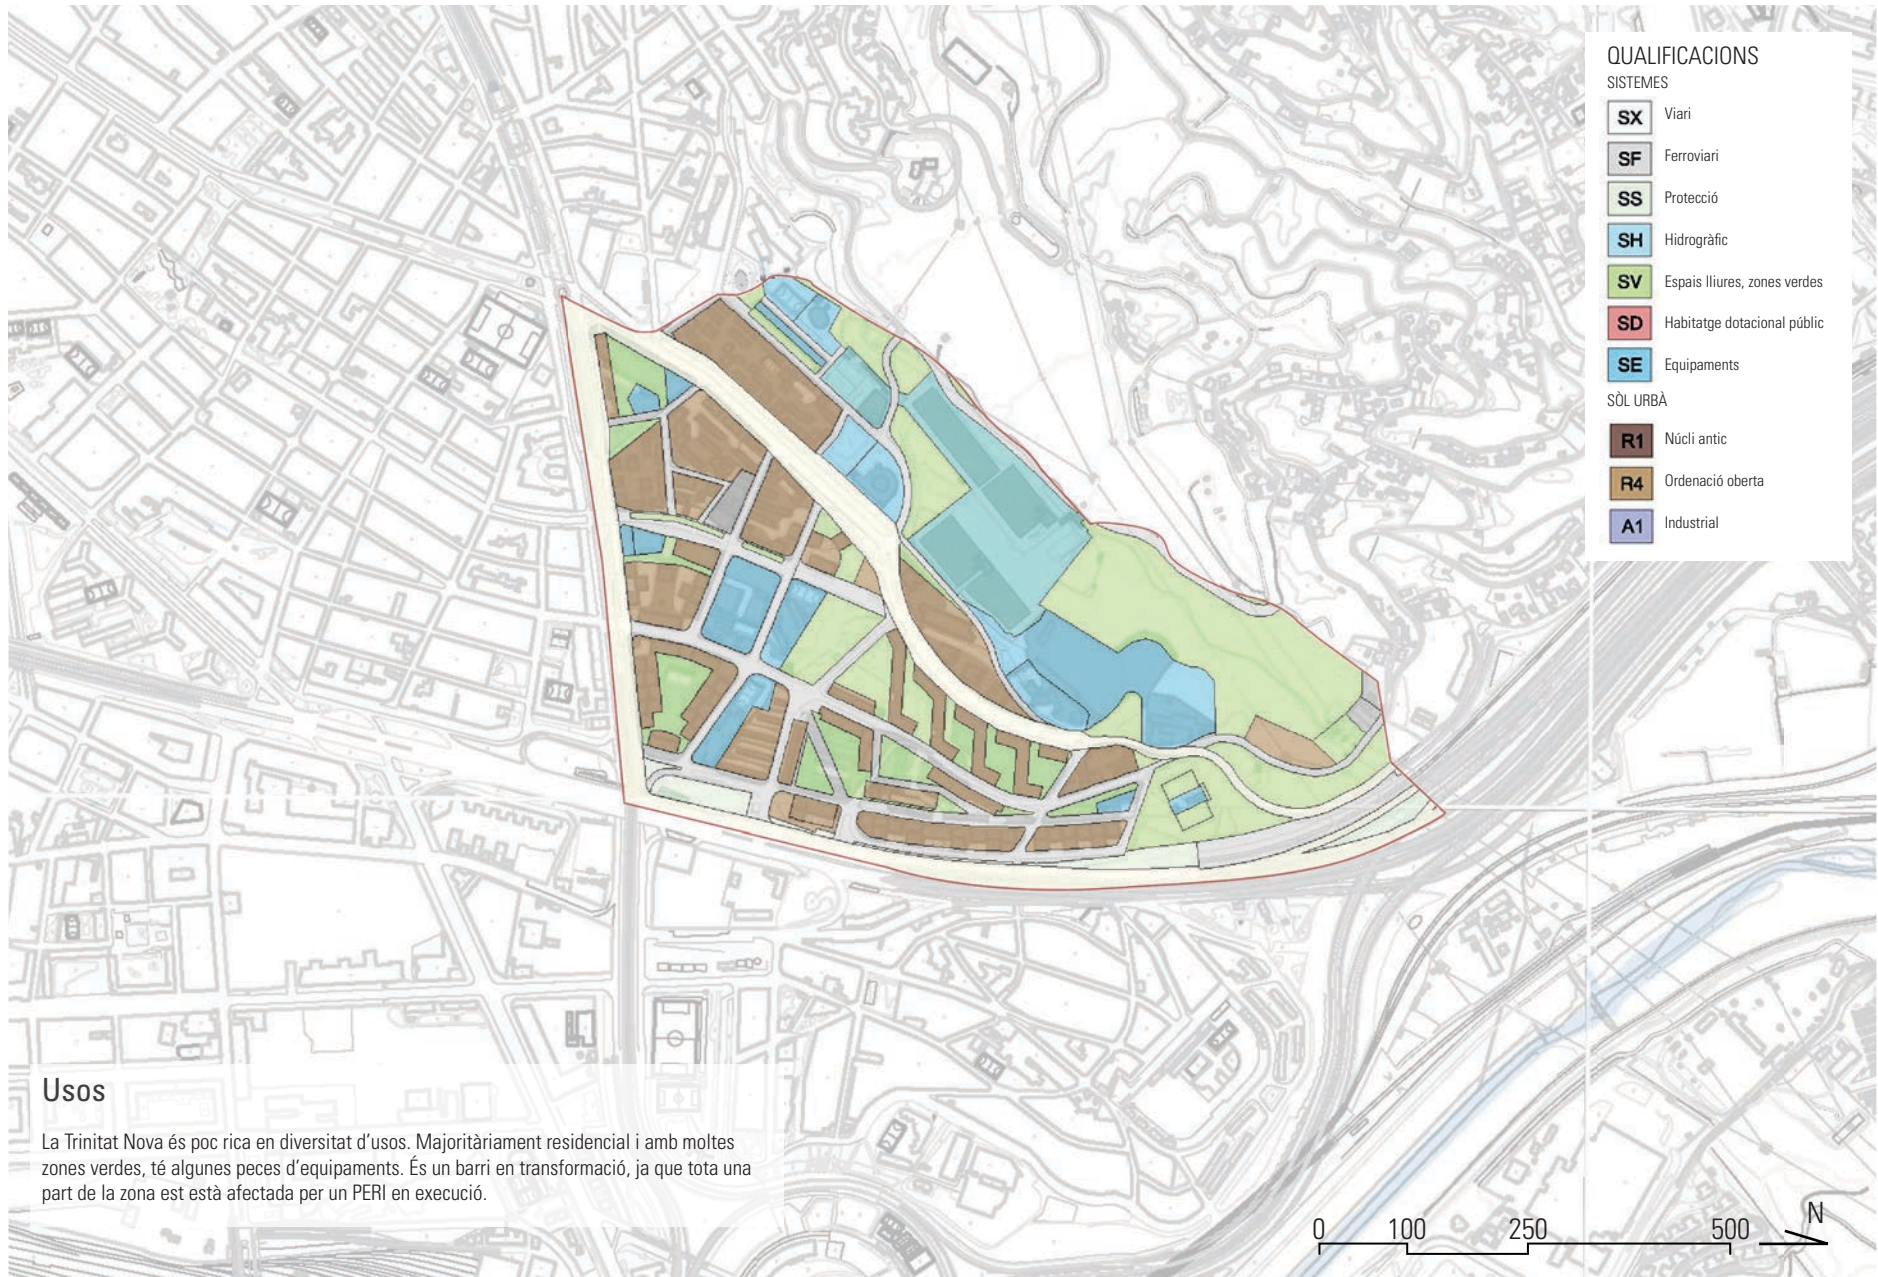 QUALIFICACIONS
SISTEMES
SX Viari
SF Ferroviari
SS Protecció
SH Hidrogràfic
SV Espais lliures, zones verdes
SD Habitatge dotacional públic
SE Equipaments
SÒL URBÀ
R1 Núcli antic
R4 Ordenació oberta
A1 Industrial
Usos
La Trinitat Nova és poc rica en diversitat d'usos. Majoritàriament residencial i amb moltes
zones verdes, té algunes peces d'equipaments. És un barri en transformació, ja que tota una
part de la zona est està afectada per un PERI en execució.
0 100 250 500 N